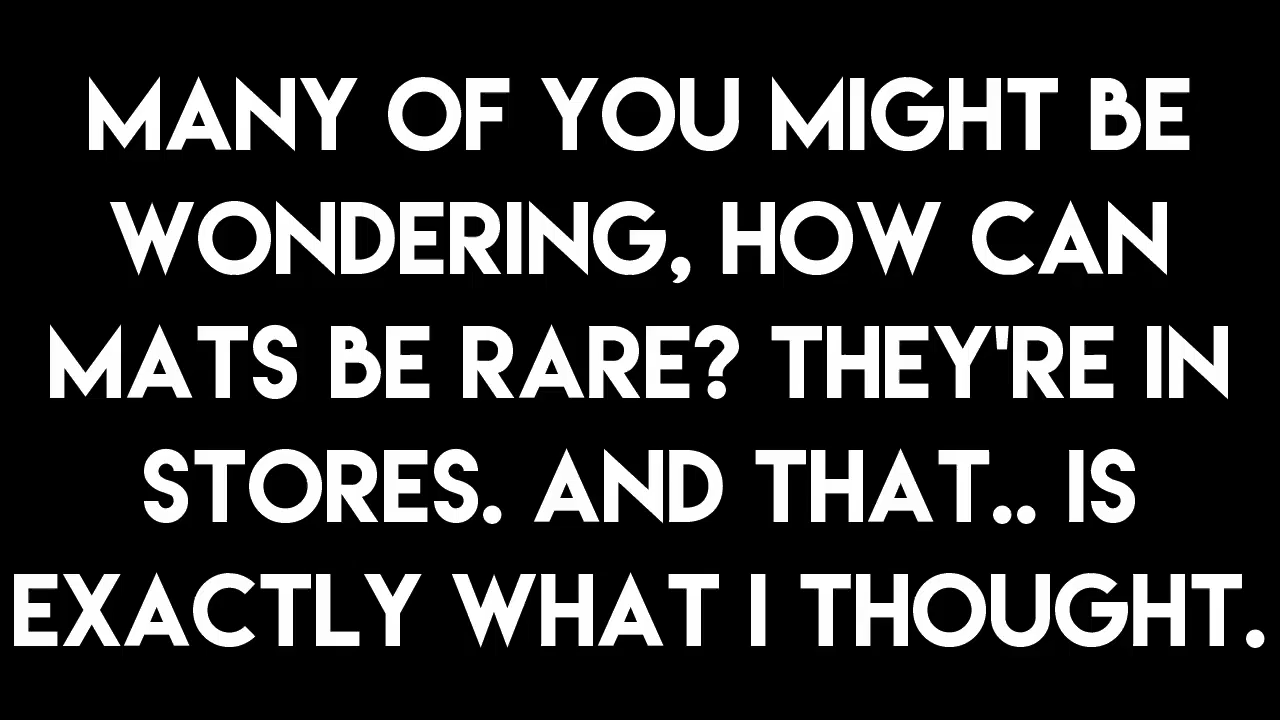 MANY OF YOU MIGHT BE
WONDERING, HOW CAN
MATS BE RARE? THEY'RE IN
STORES. AND THAT.. IS
EXACTLY WHAT I THOUGHT.